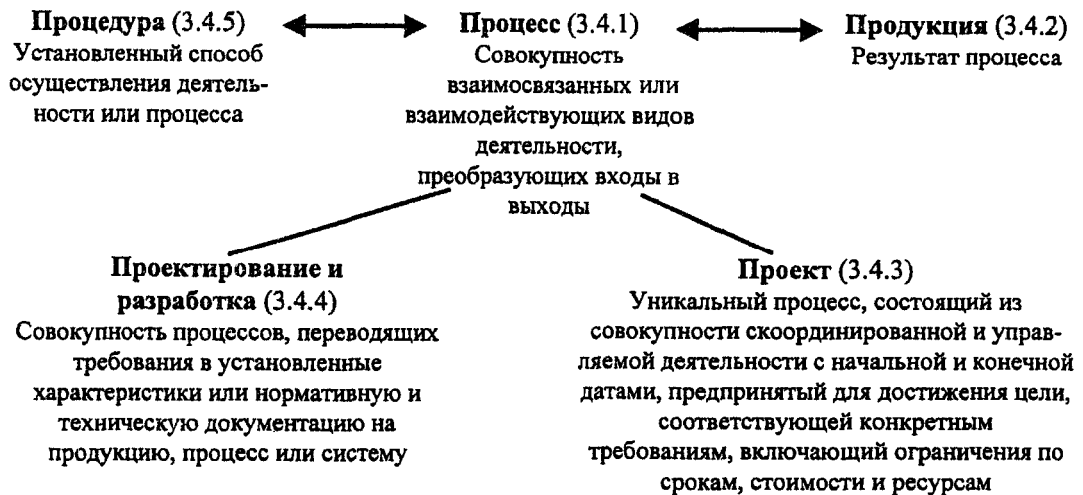 Процедура (3.4.5)
Установленный способ
осуществления деятель-
ности или процесса
Процесс (3.4.1)
Совокупность
взаимосвязанных или
взаимодействующих видов
деятельности,
преобразующих входы в
выходы
Продукция (3.4.2)
Результат процесса
Проектирование и
разработка (3.4.4)
Совокупность процессов, переводящих
требования в установленные
характеристики или нормативную и
техническую документацию на
продукцию, процесс или систему
Проект (3.4.3)
Уникальный процесс, состоящий из
совокупности скоординированной и управ-
ляемой деятельности с начальной и конечной
датами, предпринятый для достижения цели,
соответствующей конкретным
требованиям, включающий ограничения по
срокам, стоимости и ресурсам